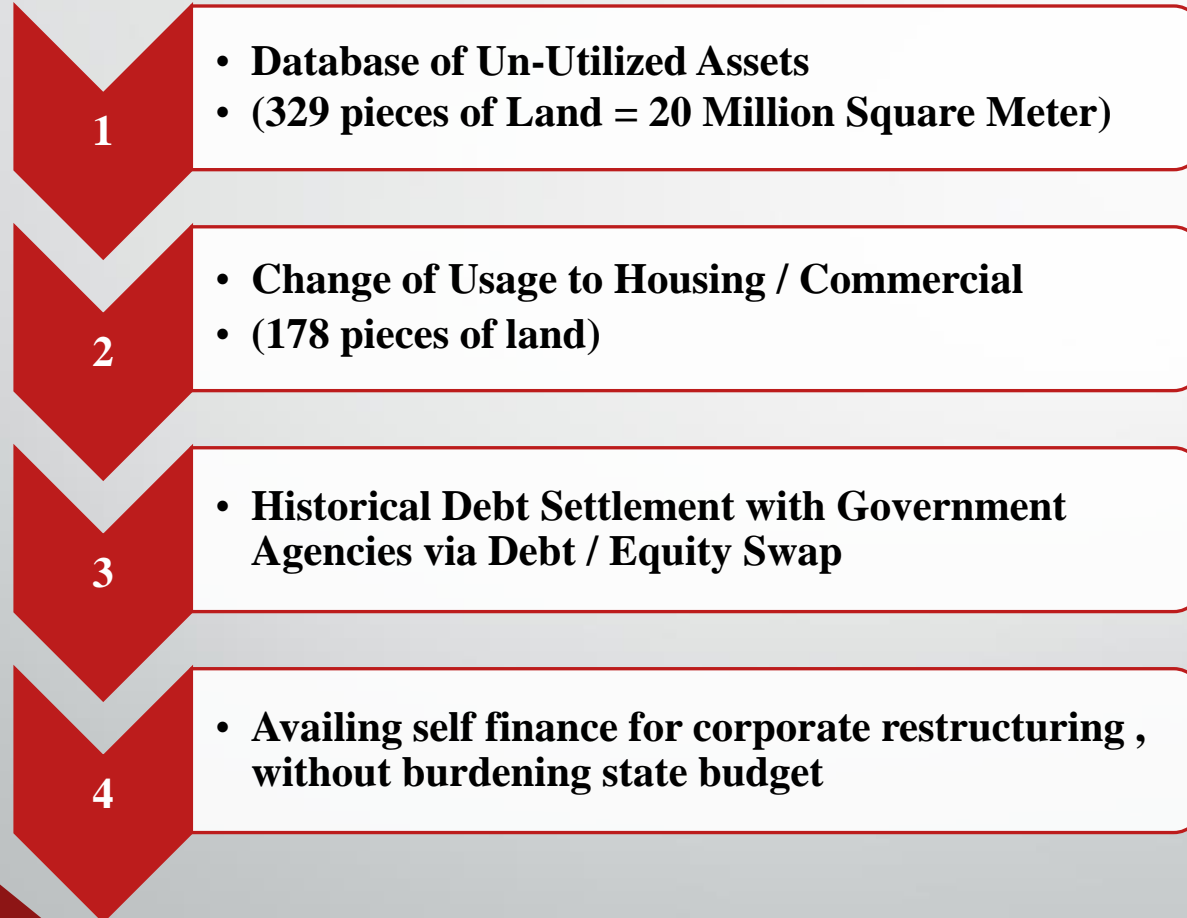 1
• Database of Un-Utilized Assets
• (329 pieces of Land = 20 Million Square Meter)
2
• Change of Usage to Housing / Commercial
• (178 pieces of land)
3
• Historical Debt Settlement with Government
Agencies via Debt / Equity Swap
4
• Availing self finance for corporate restructuring ,
without burdening state budget